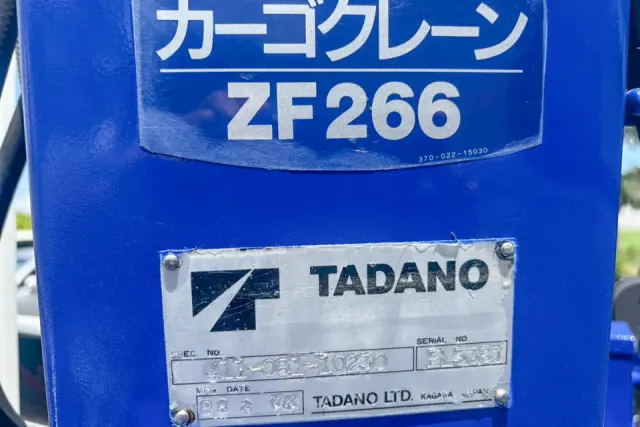 カーゴクレーン
ZF266
370-022-15030
TADANO
SPEC. NO.
SERIAL NO.
MFG. DATE.
TADANO LTD. KAGAWA JAPAN